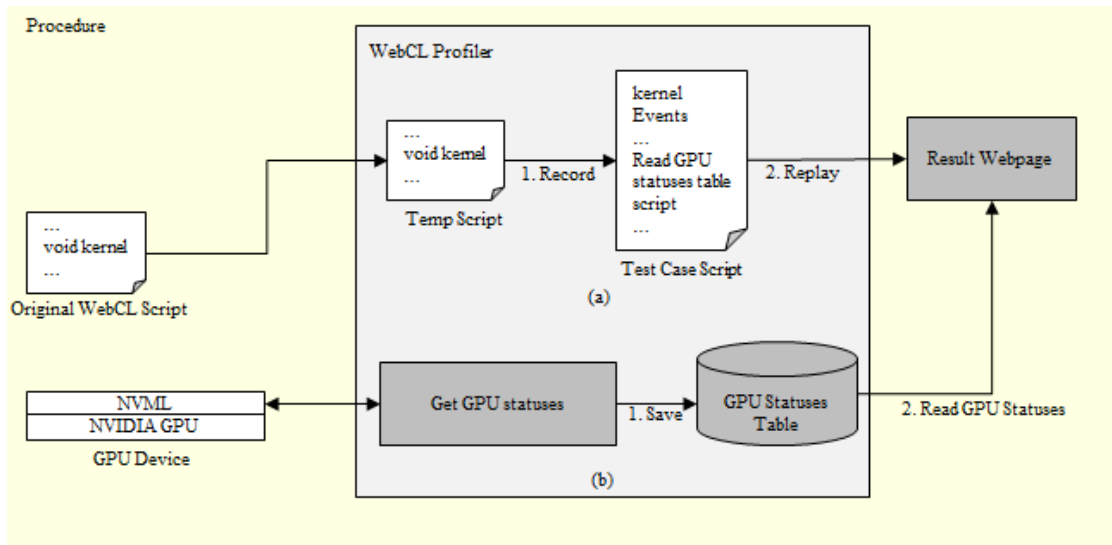 Procedure
WebCL Profiler
...
void kernel
...
Original WebCL Script
...
void kernel
...
Temp Script
1. Record
kernel
Events
...
Read GPU
statuses table
script
...
Test Case Script
2. Replay
Result Webpage
(a)
NVML
NVIDIA GPU
GPU Device
Get GPU statuses
1. Save
GPU Statuses
Table
2. Read GPU Statuses
(b)